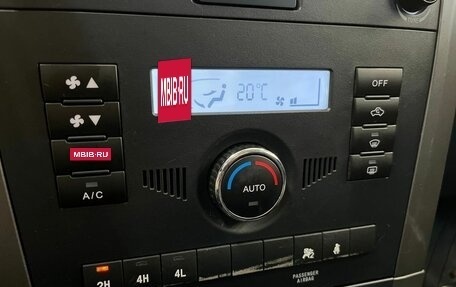 MBIB·RU
20°C
OFF
MBIB·RU
A/C
AUTO
2H
4H
4L
PASSENGER
AIRBAG